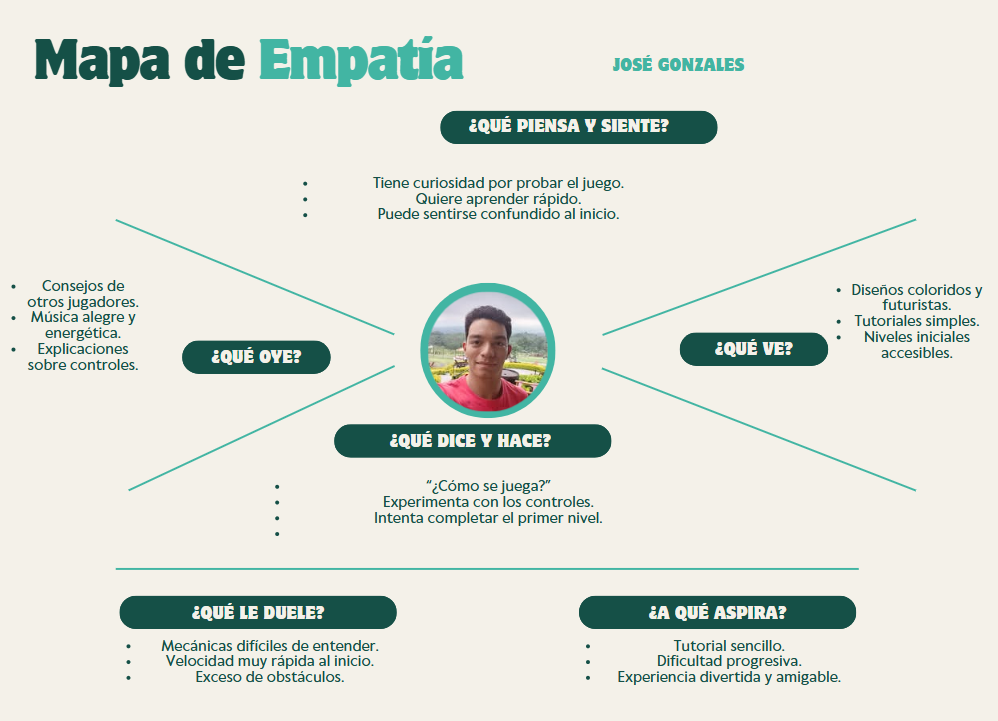 Mapa de Empatía
JOSÉ GONZALES
¿QUÉ PIENSA Y SIENTE?
• Tiene curiosidad por probar el juego.
• Quiere aprender rápido.
• Puede sentirse confundido al inicio.
• Consejos de
otros jugadores.
• Música alegre y
energética.
• Explicaciones
sobre controles.
¿QUÉ OYE?
¿QUÉ VE?
• Diseños coloridos y
futuristas.
• Tutoriales simples.
• Niveles iniciales
accesibles.
¿QUÉ DICE Y HACE?
• “¿Cómo se juega?”
• Experimenta con los controles.
• Intenta completar el primer nivel.
•
¿QUÉ LE DUELE?
• Mecánicas difíciles de entender.
• Velocidad muy rápida al inicio.
• Exceso de obstáculos.
¿A QUÉ ASPIRA?
• Tutorial sencillo.
• Dificultad progresiva.
• Experiencia divertida y amigable.